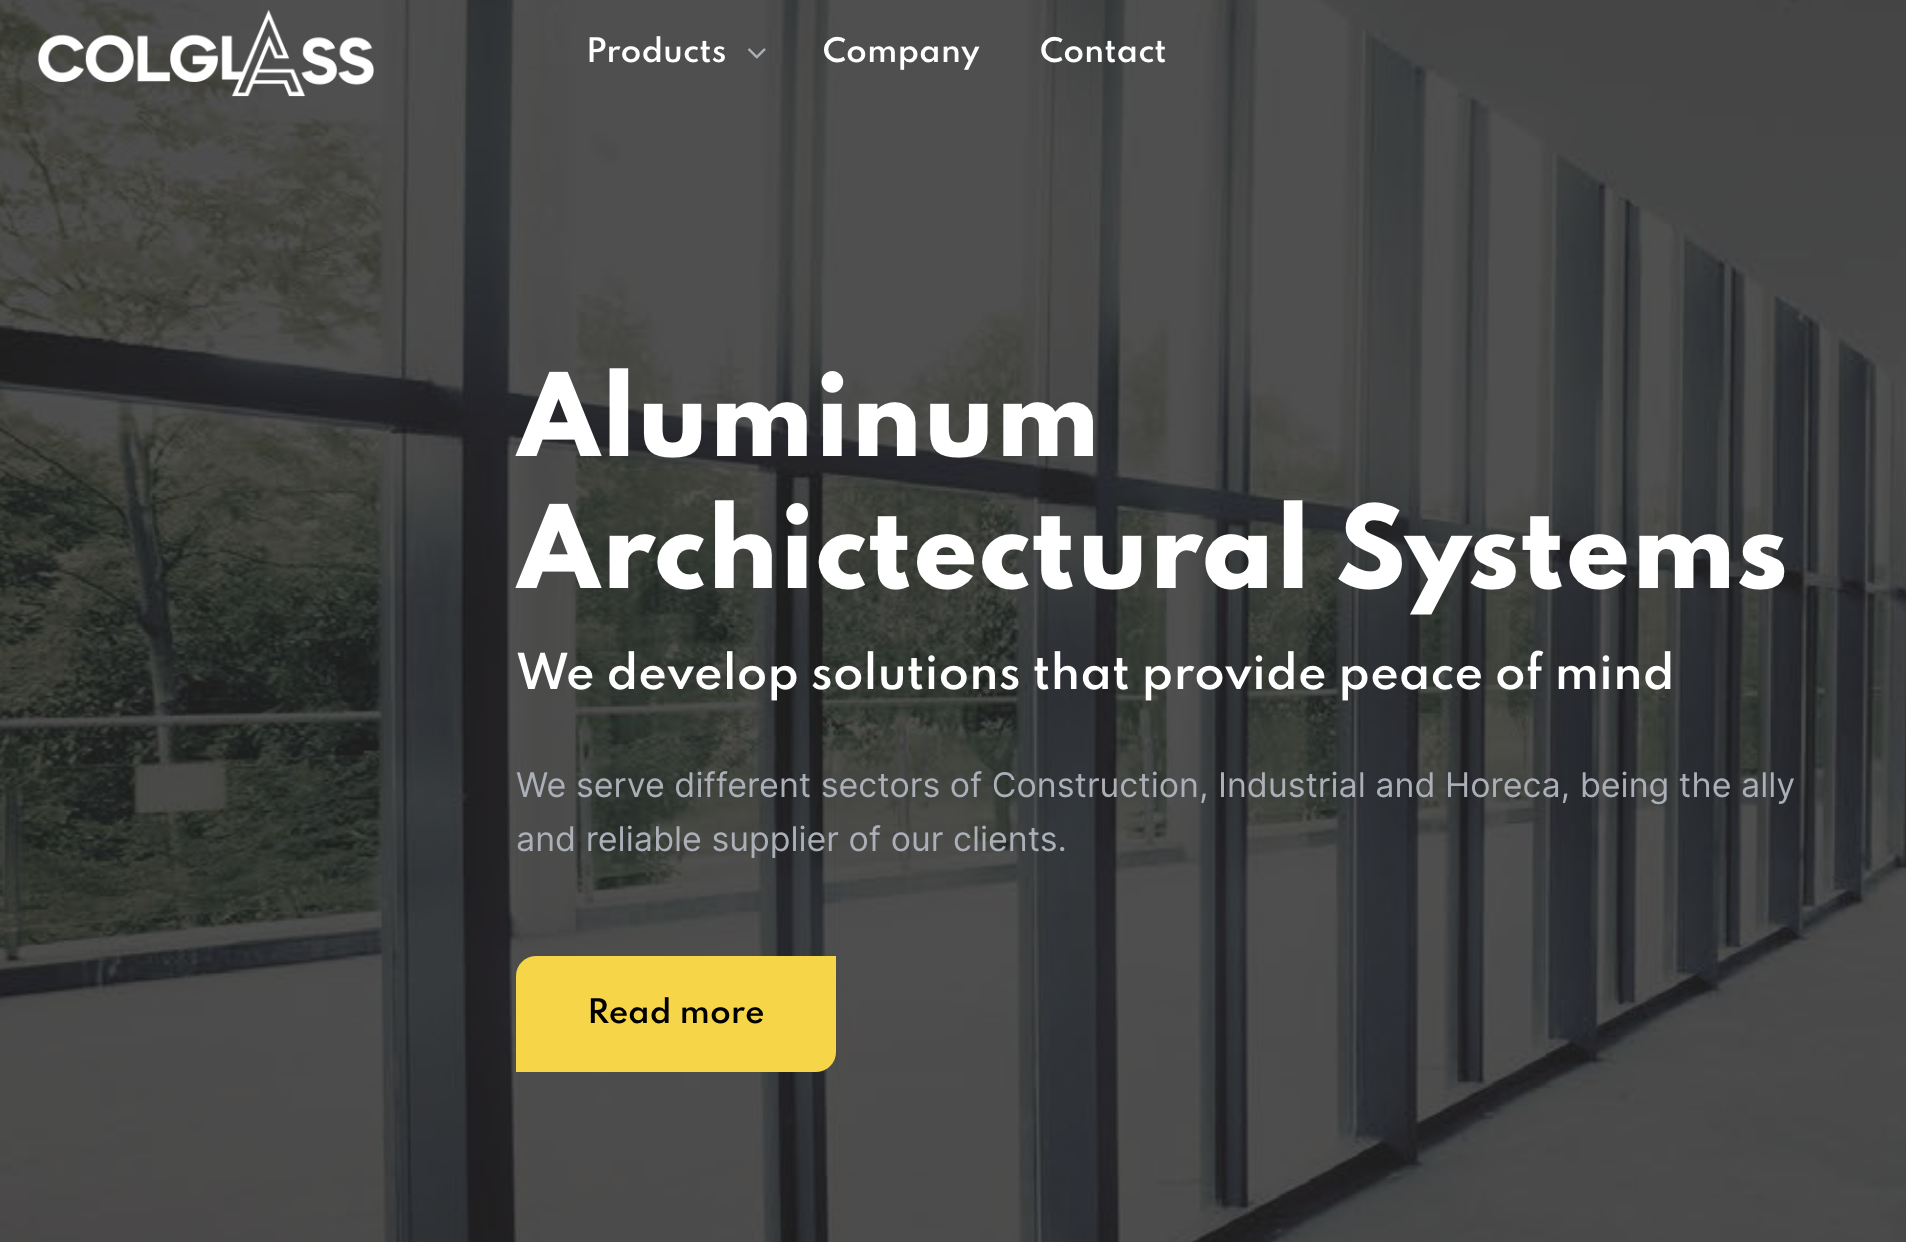 COLGLASS
Products
Company
Contact
Aluminum
Archictectural Systems
We develop solutions that provide peace of mind
We serve different sectors of Construction, Industrial and Horeca, being the ally
and reliable supplier of our clients.
Read more